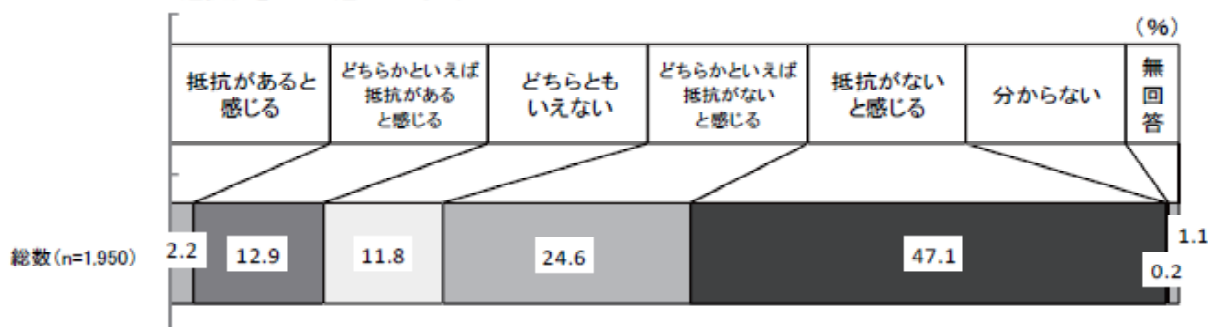 (%)
抵抗があると
感じる
どちらかといえば
抵抗がある
と感じる
どちらとも
いえない
どちらかといえば
抵抗がない
と感じる
抵抗がない
と感じる
分からない
無
回
答
総数(n=1,950)
2.2
12.9
11.8
24.6
47.1
0.2
1.1